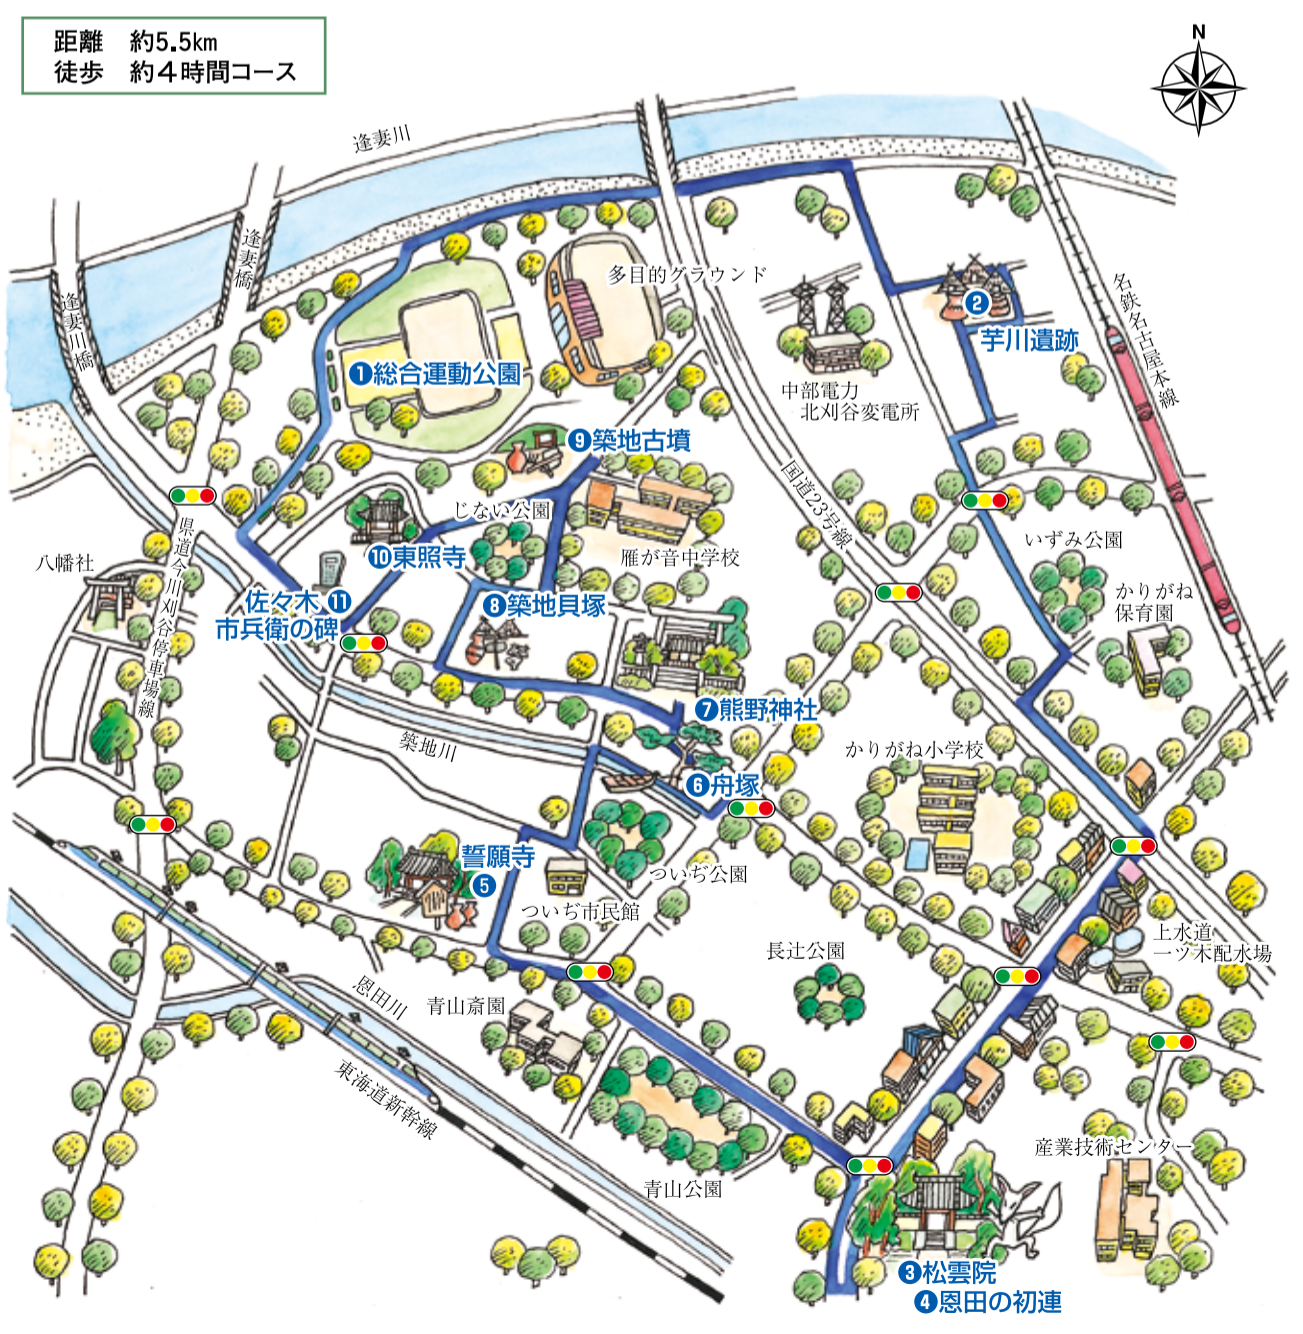 距離 約5.5km
徒歩 約4時間コース
N
逢妻川
逢妻橋
逢妻川橋
多目的グラウンド
名鉄名古屋本線
❷
芋川遺跡
❶総合運動公園
中部電力
北刈谷変電所
❾築地古墳
国道23号線
じない公園
県道今川刈谷停車場線
❿東照寺
雁が音中学校
いずみ公園
八幡社
かりがね
保育園
佐々木 ⓫
市兵衛の碑
❽築地貝塚
❼熊野神社
築地川
かりがね小学校
❻舟塚
誓願寺
❺
ついぢ公園
ついぢ市民館
長辻公園
上水道
一ツ木配水場
恩田川
青山斎園
東海道新幹線
産業技術センター
青山公園
❸松雲院
❹恩田の初連